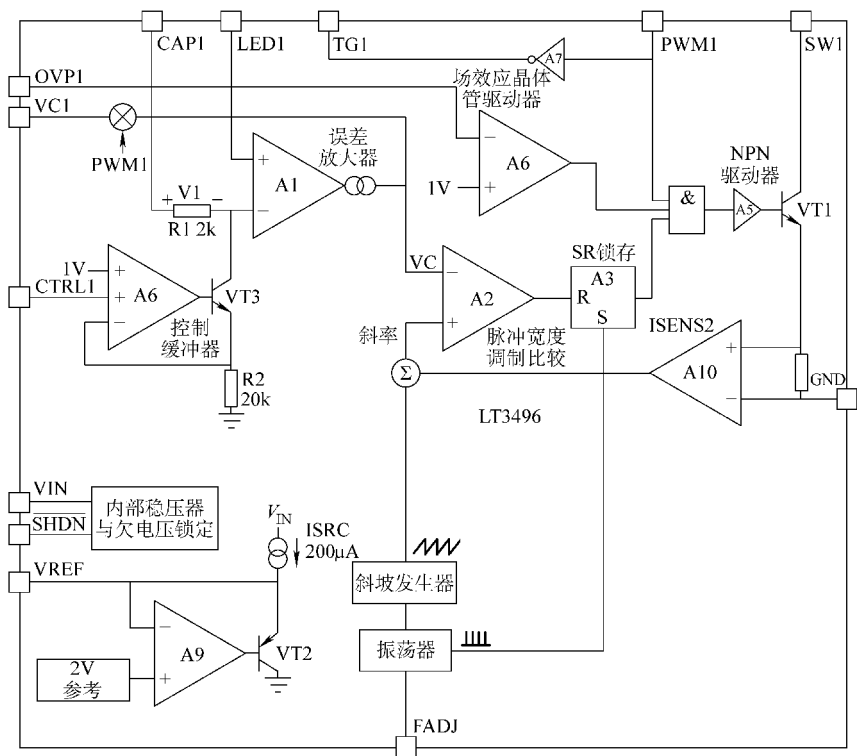 CAP1
LED1
TG1
PWM1
SW1
OVP1
VC1
PWM1
A7
场效应晶体
管驱动器
误差
放大器
A1
+
−
A6
−
+
1V
NPN
驱动器
&
A5
VT1
+ V1 −
R1 2k
VC
SR锁存
A3
R
S
A2
−
+
1V
CTRL1
+
+
−
A6
VT3
控制
缓冲器
斜率
脉冲宽度
调制比较
ISENS2
A10
+
−
GND
R2
20k
Σ
LT3496
VIN
SHDN
内部稳压器
与欠电压锁定
VIN
ISRC
200μA
VREF
斜坡发生器
−
A9
+
VT2
振荡器
2V
参考
FADJ